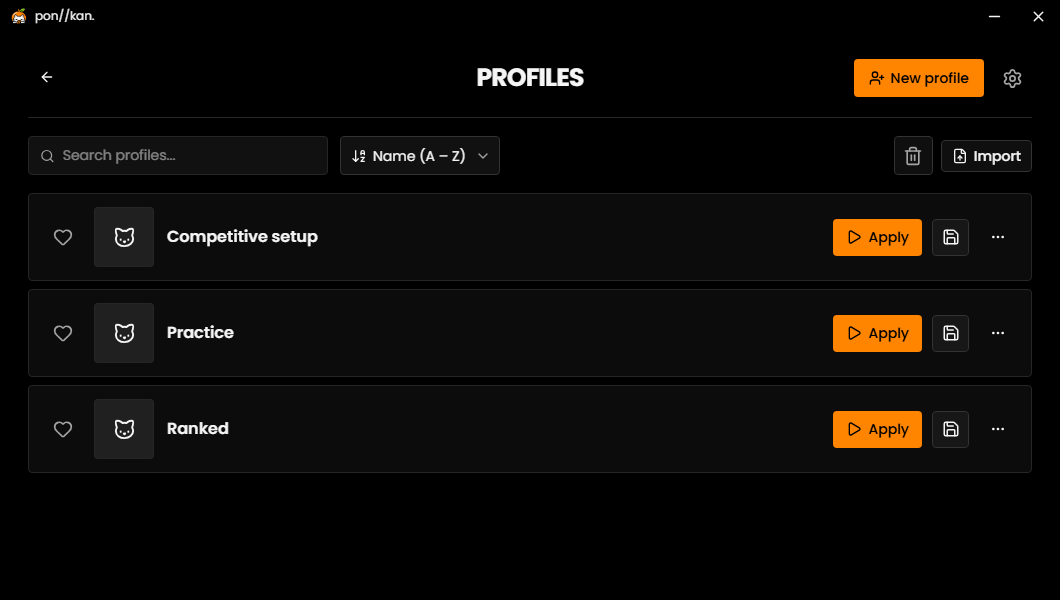 pon//kan.
PROFILES
New profile
Search profiles...
Name (A – Z)
Import
Competitive setup
Apply
Practice
Apply
Ranked
Apply